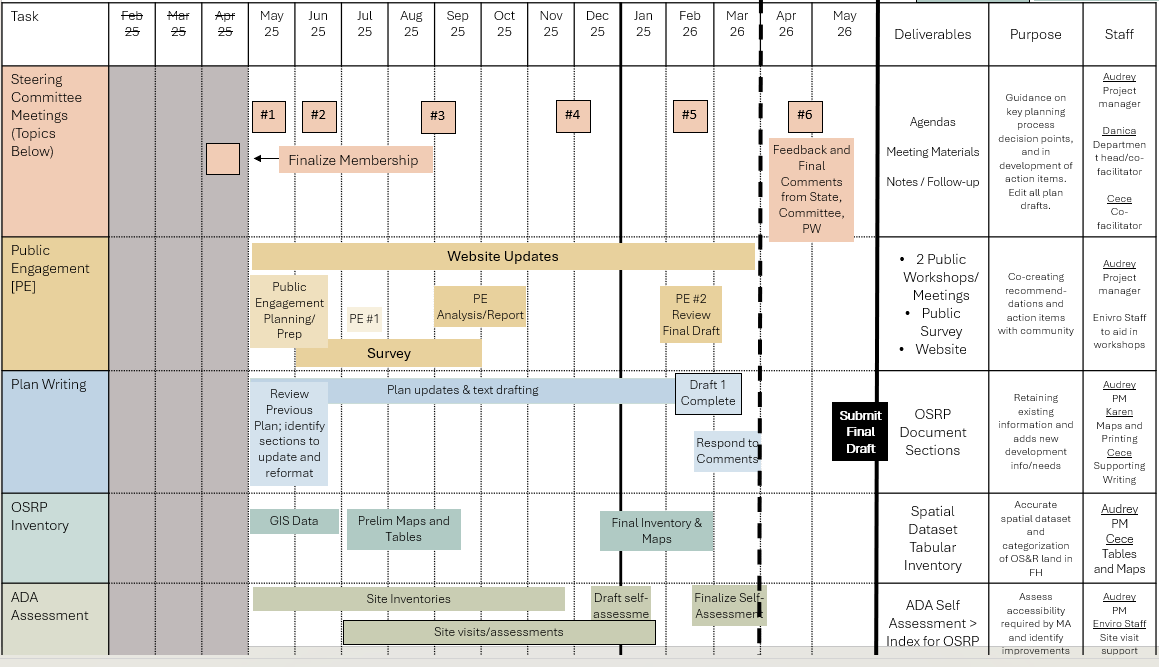 Task
Feb
25
Mar
25
Apr
25
May
25
Jun
25
Jul
25
Aug
25
Sep
25
Oct
25
Nov
25
Dec
25
Jan
25
Feb
26
Mar
26
Apr
26
May
26
Deliverables
Purpose
Staff
Steering
Committee
Meetings
(Topics
Below)
#1
#2
#3
#4
#5
#6
Finalize Membership
Feedback and
Final
Comments
from State,
Committee,
PW
Agendas
Meeting Materials
Notes / Follow-up
Guidance on
key planning
process
decision points,
and in
development of
action items.
Edit all plan
drafts.
Audrey
Project
manager
Danica
Departmen
t head/co-
facilitator
Cece
Co-
facilitator
Public
Engagement
[PE]
Website Updates
Public
Engagement
Planning/
Prep
PE #1
PE
Analysis/Report
PE #2
Review
Final Draft
Survey
• 2 Public
Workshops/
Meetings
• Public
Survey
• Website
Co-creating
recommend-
dations and
action items
with community
Audrey
Project
manager
Enivro Staff
to aid in
workshops
Plan Writing
Plan updates & text drafting
Review
Previous
Plan; identify
sections to
update and
reformat
Draft 1
Complete
Respond to
Comments
Submit
Final
Draft
OSRP
Document
Sections
Retaining
existing
information and
adds new
development
info/needs
Audrey
PM
Karen
Maps and
Printing
Cece
Supporting
Writing
OSRP
Inventory
GIS Data
Prelim Maps and
Tables
Final Inventory &
Maps
Spatial
Dataset
Tabular
Inventory
Accurate
spatial dataset
and
categorization
of OS&R land in
FH
Audrey
PM
Cece
Tables
and Maps
ADA
Assessment
Site Inventories
Draft self-
assessme
Finalize Self-
Assessment
Site visits/assessments
ADA Self
Assessment >
Index for OSRP
Assess
accessibility
required by MA
and identify
improvements
Audrey
PM
Enviro Staff
Site visit
support